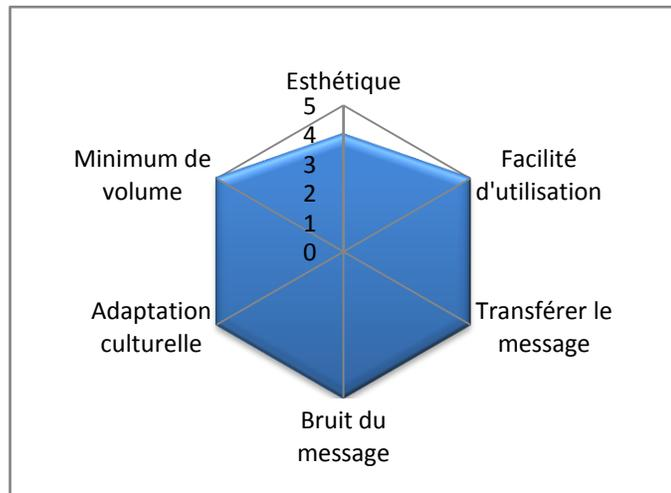 Esthétique
5
4
3
2
1
0
Facilité
d'utilisation
Transférer le
message
Bruit du
message
Adaptation
culturelle
Minimum de
volume